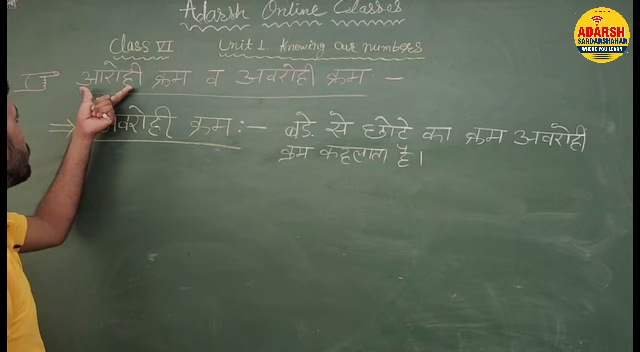 Adarsh Online Classes
Class VI Unit 1. Knowing our numbers
आरोही क्रम व अवरोही क्रम -
⇒ अवरोही क्रम :- बड़े से छोटे का क्रम अवरोही
क्रम कहलाता है।
ADARSH
SARDARSHAHAR
WHERE YOU LEARN